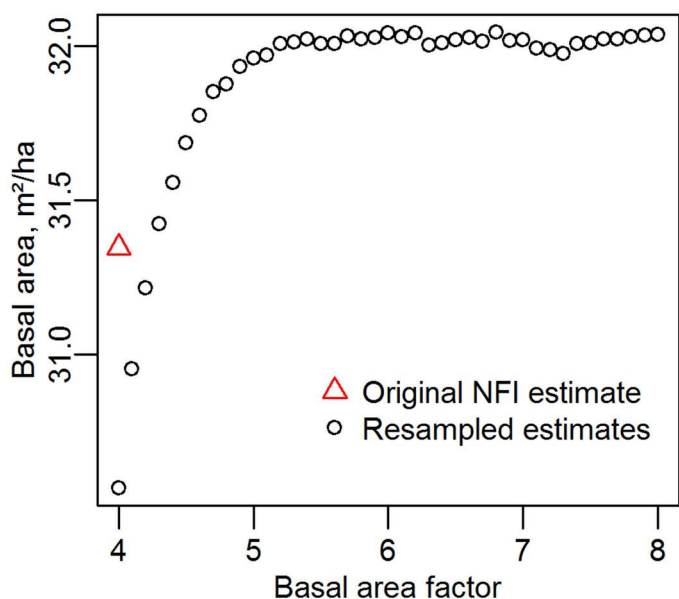 32.0
31.5
31.0
Basal area, m²/ha
Original NFI estimate
Resampled estimates
4 5 6 7 8
Basal area factor